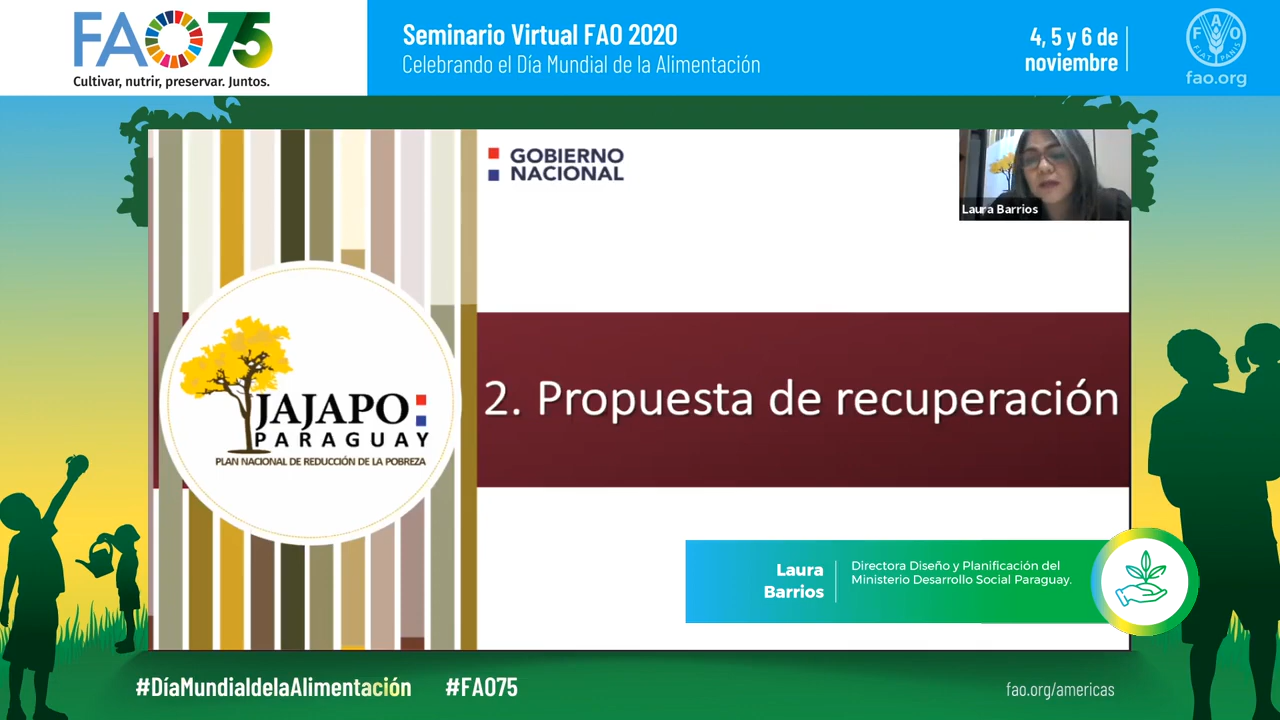 FAO75
Cultivar, nutrir, preservar. Juntos.
Seminario Virtual FAO 2020
Celebrando el Día Mundial de la Alimentación
4, 5 y 6 de
noviembre
F A O
FIAT PANIS
fao.org
GOBIERNO
NACIONAL
Laura Barrios
JAJAPO
PARAGUAY
PLAN NACIONAL DE REDUCCIÓN DE LA POBREZA
2. Propuesta de recuperación
Laura
Barrios
Directora Diseño y Planificación del
Ministerio Desarrollo Social Paraguay.
#DíaMundialdelaAlimentación #FAO75
fao.org/americas